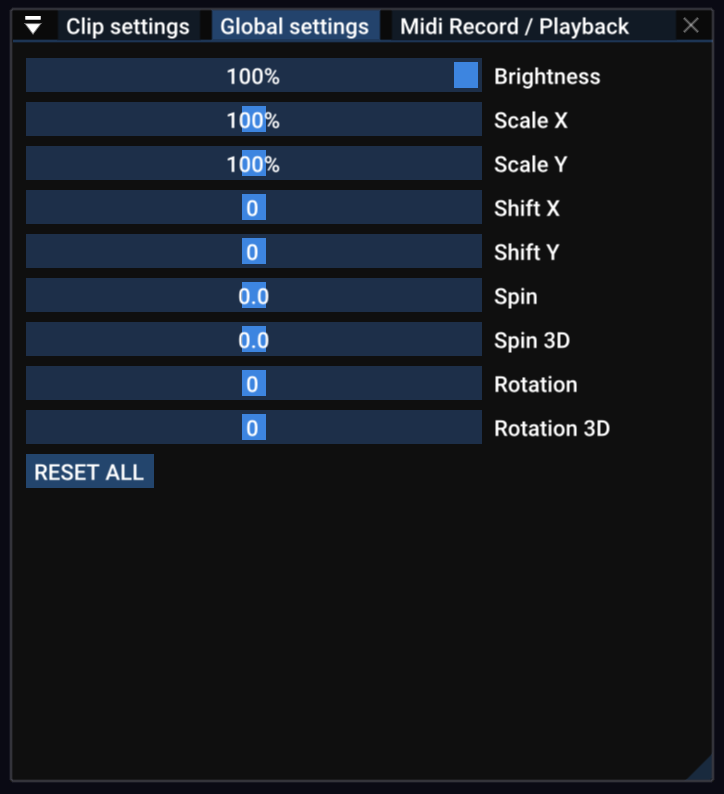 Clip settings Global settings Midi Record / Playback
100% Brightness
100% Scale X
100% Scale Y
0 Shift X
0 Shift Y
0.0 Spin
0.0 Spin 3D
0 Rotation
0 Rotation 3D
RESET ALL